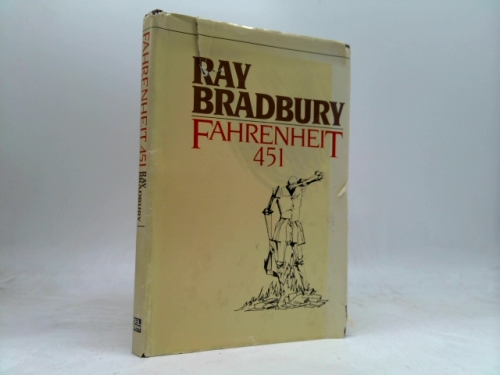 RAY
BRADBURY
FAHRENHEIT
451
FAHRENHEIT 451 RAY BRADBURY